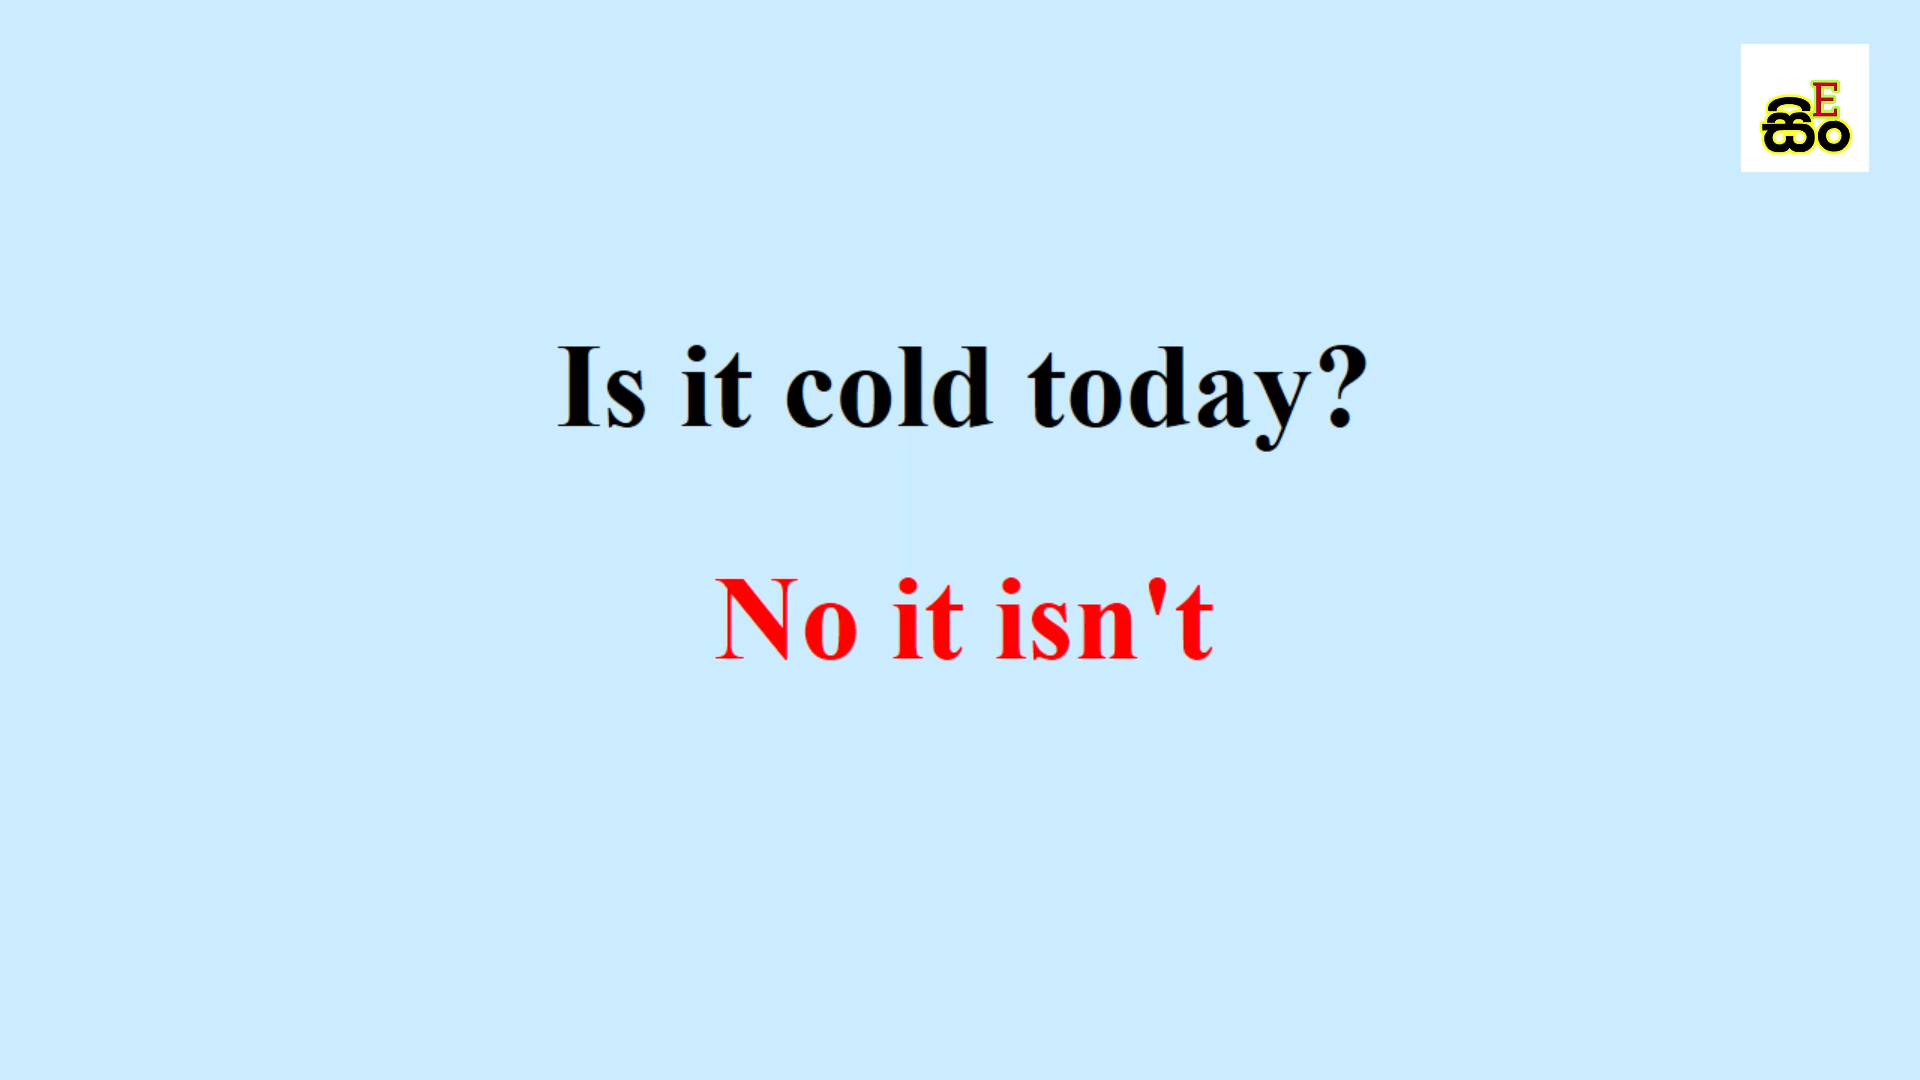 E
සිං
Is it cold today?
No it isn't